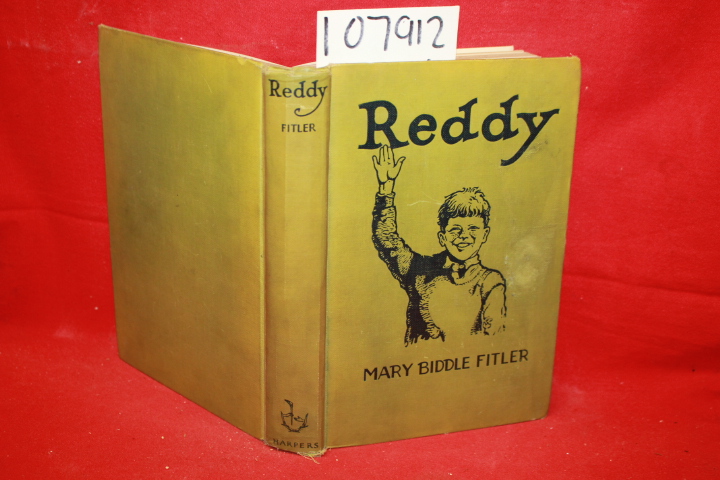 107912
Reddy
FITLER
HARPERS
Reddy
MARY BIDDLE FITLER